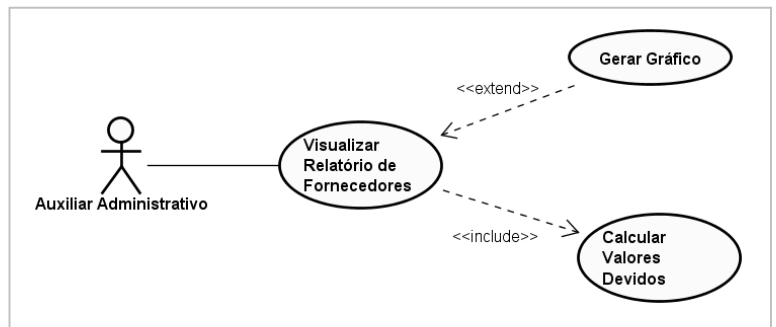 Gerar Gráfico
<<extend>>
Visualizar
Relatório de
Fornecedores
Auxiliar Administrativo
<<include>>
Calcular
Valores
Devidos